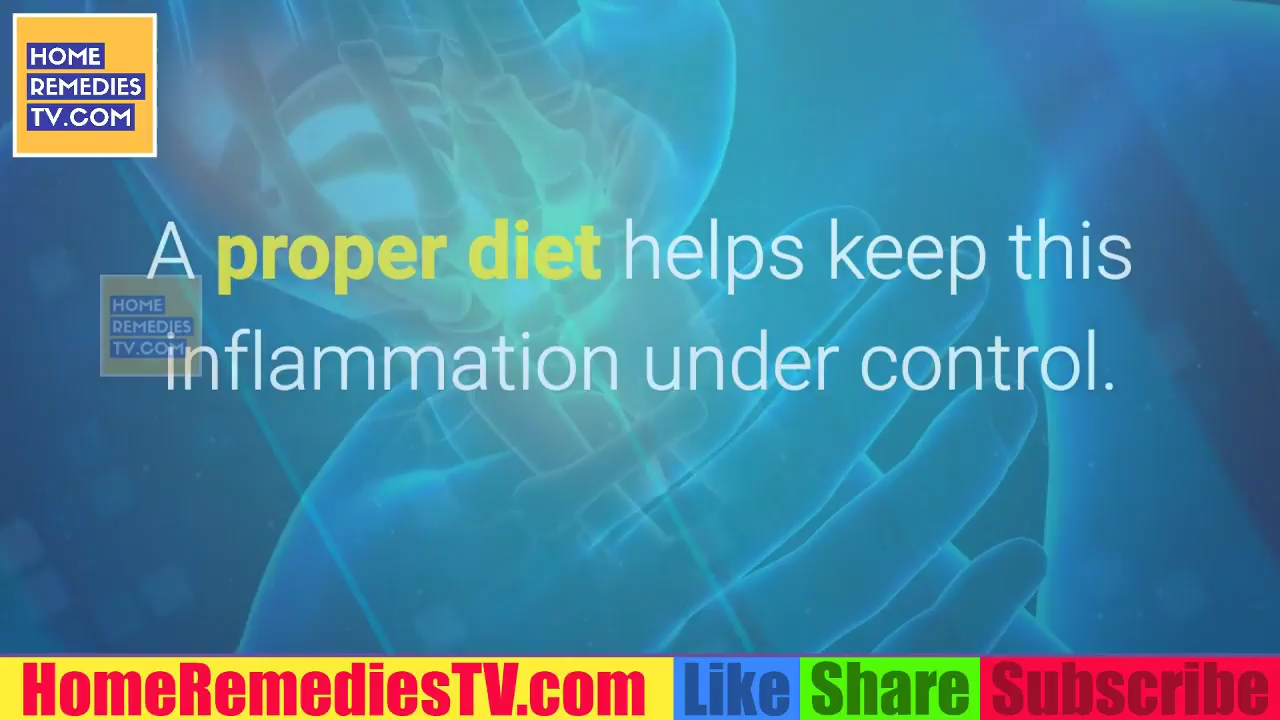 HOME
REMEDIES
TV.COM
A proper diet helps keep this
HOME
REMEDIES
TV.COM
inflammation under control.
HomeRemediesTV.com Like Share Subscribe